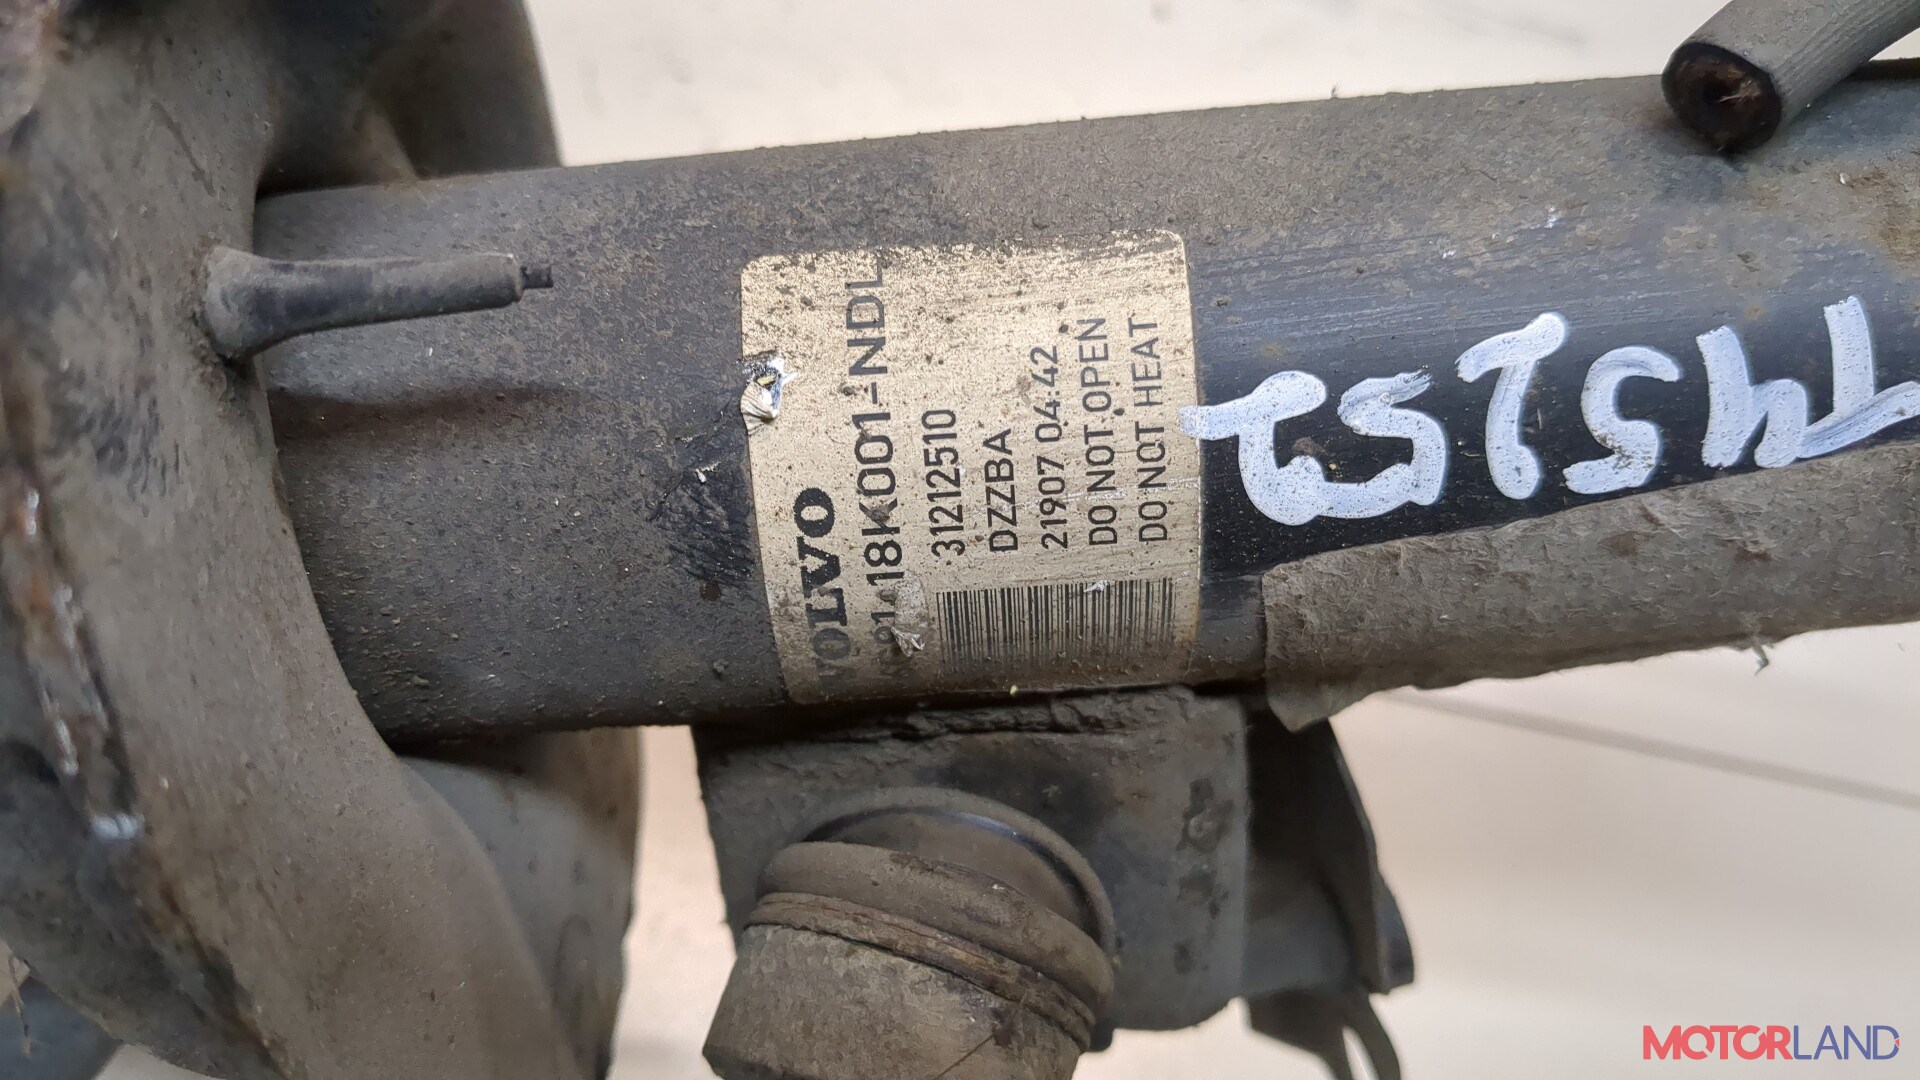 VOLVO
18K001-NDL
31212510
DZZBA
21907 04:42
DO NOT OPEN
DO NOT HEAT
MOTORLAND